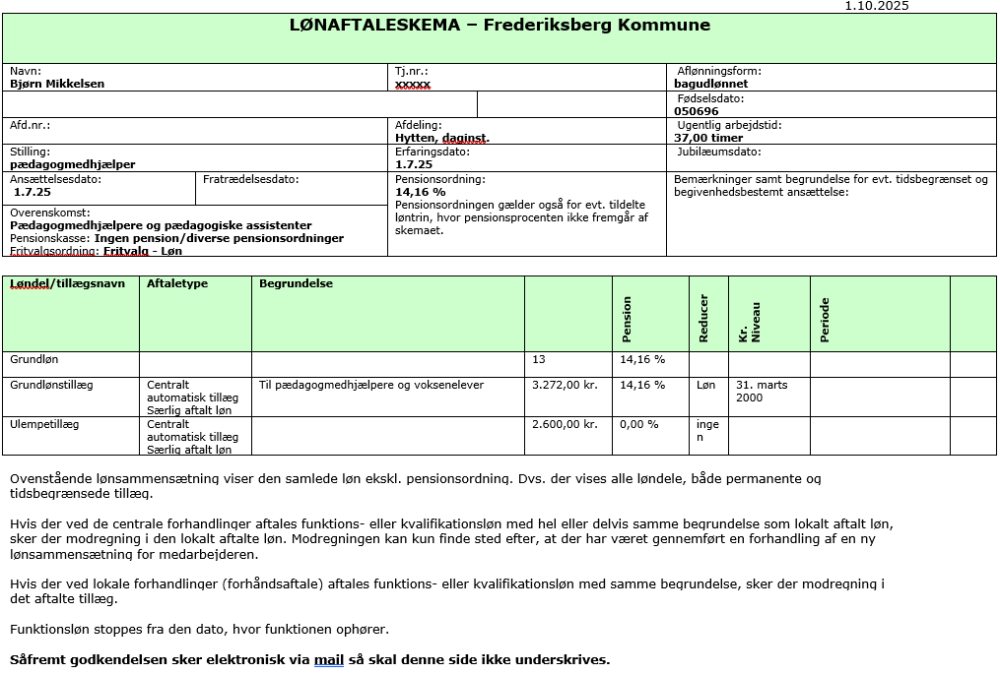 1.10.2025
LØNAFTALESKEMA – Frederiksberg Kommune
Navn:
Bjørn Mikkelsen
Tj.nr.:
xxxxx
Aflønningsform:
bagudlønnet
Fødselsdato:
050696
Afd.nr.:
Afdeling:
Hytten, daginst.
Ugentlig arbejdstid:
37,00 timer
Stilling:
pædagogmedhjælper
Erfaringsdato:
1.7.25
Jubilæumsdato:
Ansættelsesdato:
1.7.25
Fratrædelsesdato:
Pensionsordning:
14,16 %
Pensionsordningen gælder også for evt. tildelte
løntrin, hvor pensionsprocenten ikke fremgår af
skemaet.
Bemærkninger samt begrundelse for evt. tidsbegrænset og
begivenhedsbestemt ansættelse:
Overenskomst:
Pædagogmedhjælpere og pædagogiske assistenter
Pensionskasse: Ingen pension/diverse pensionsordninger
Fritvalgsordning: Fritvalg - Løn
Løndel/tillægsnavn
Aftaletype
Begrundelse
Pension
Reducer
Kr.
Niveau
Periode
Grundløn
13
14,16 %
Grundlønstillæg
Centralt
automatisk tillæg
Særlig aftalt løn
Til pædagogmedhjælpere og voksenelever
3.272,00 kr.
14,16 %
Løn
31. marts
2000
Ulempetillæg
Centralt
automatisk tillæg
Særlig aftalt løn
2.600,00 kr.
0,00 %
inge
n
Ovenstående lønsammensætning viser den samlede løn ekskl. pensionsordning. Dvs. der vises alle løndele, både permanente og
tidsbegrænsede tillæg.
Hvis der ved de centrale forhandlinger aftales funktions- eller kvalifikationsløn med hel eller delvis samme begrundelse som lokalt aftalt løn,
sker der modregning i den lokalt aftalte løn. Modregningen kan kun finde sted efter, at der har været gennemført en forhandling af en ny
lønsammensætning for medarbejderen.
Hvis der ved lokale forhandlinger (forhåndsaftale) aftales funktions- eller kvalifikationsløn med samme begrundelse, sker der modregning i
det aftalte tillæg.
Funktionsløn stoppes fra den dato, hvor funktionen ophører.
Såfremt godkendelsen sker elektronisk via mail så skal denne side ikke underskrives.